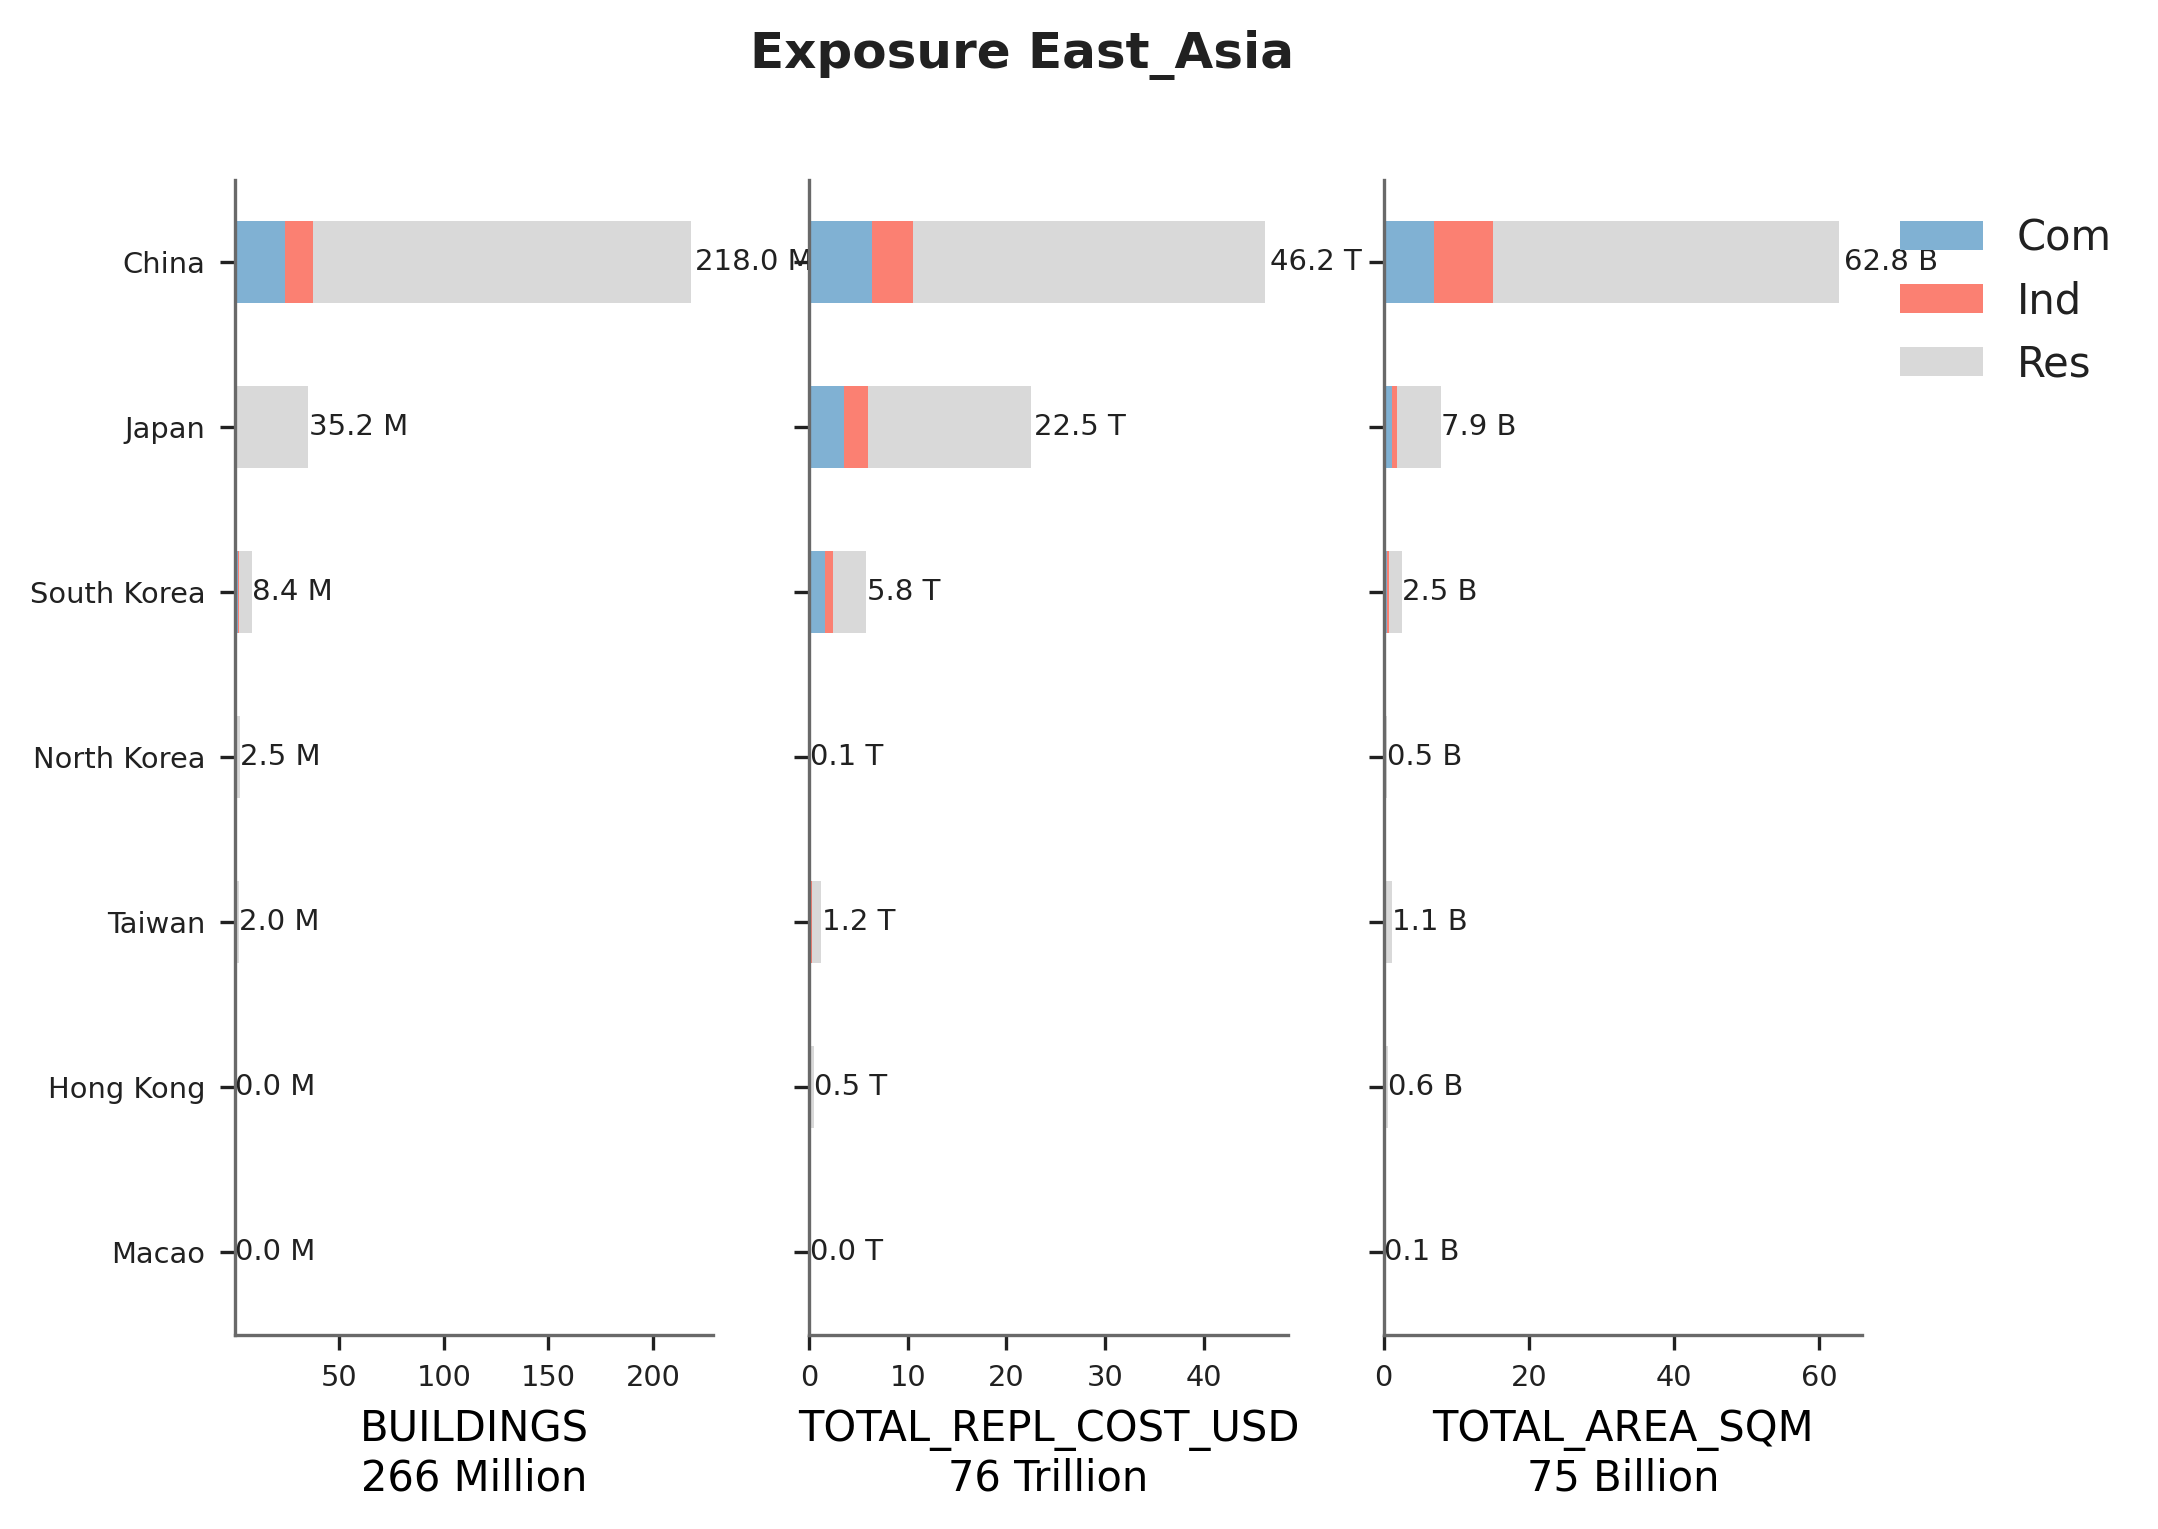 Exposure East_Asia
China
218.0 M
46.2 T
62.8 B
Com
Ind
Res
Japan
35.2 M
22.5 T
7.9 B
South Korea
8.4 M
5.8 T
2.5 B
North Korea
2.5 M
0.1 T
0.5 B
Taiwan
2.0 M
1.2 T
1.1 B
Hong Kong
0.0 M
0.5 T
0.6 B
Macao
0.0 M
0.0 T
0.1 B
50 100 150 200
0 10 20 30 40
0 20 40 60
BUILDINGS
266 Million
TOTAL_REPL_COST_USD
76 Trillion
TOTAL_AREA_SQM
75 Billion